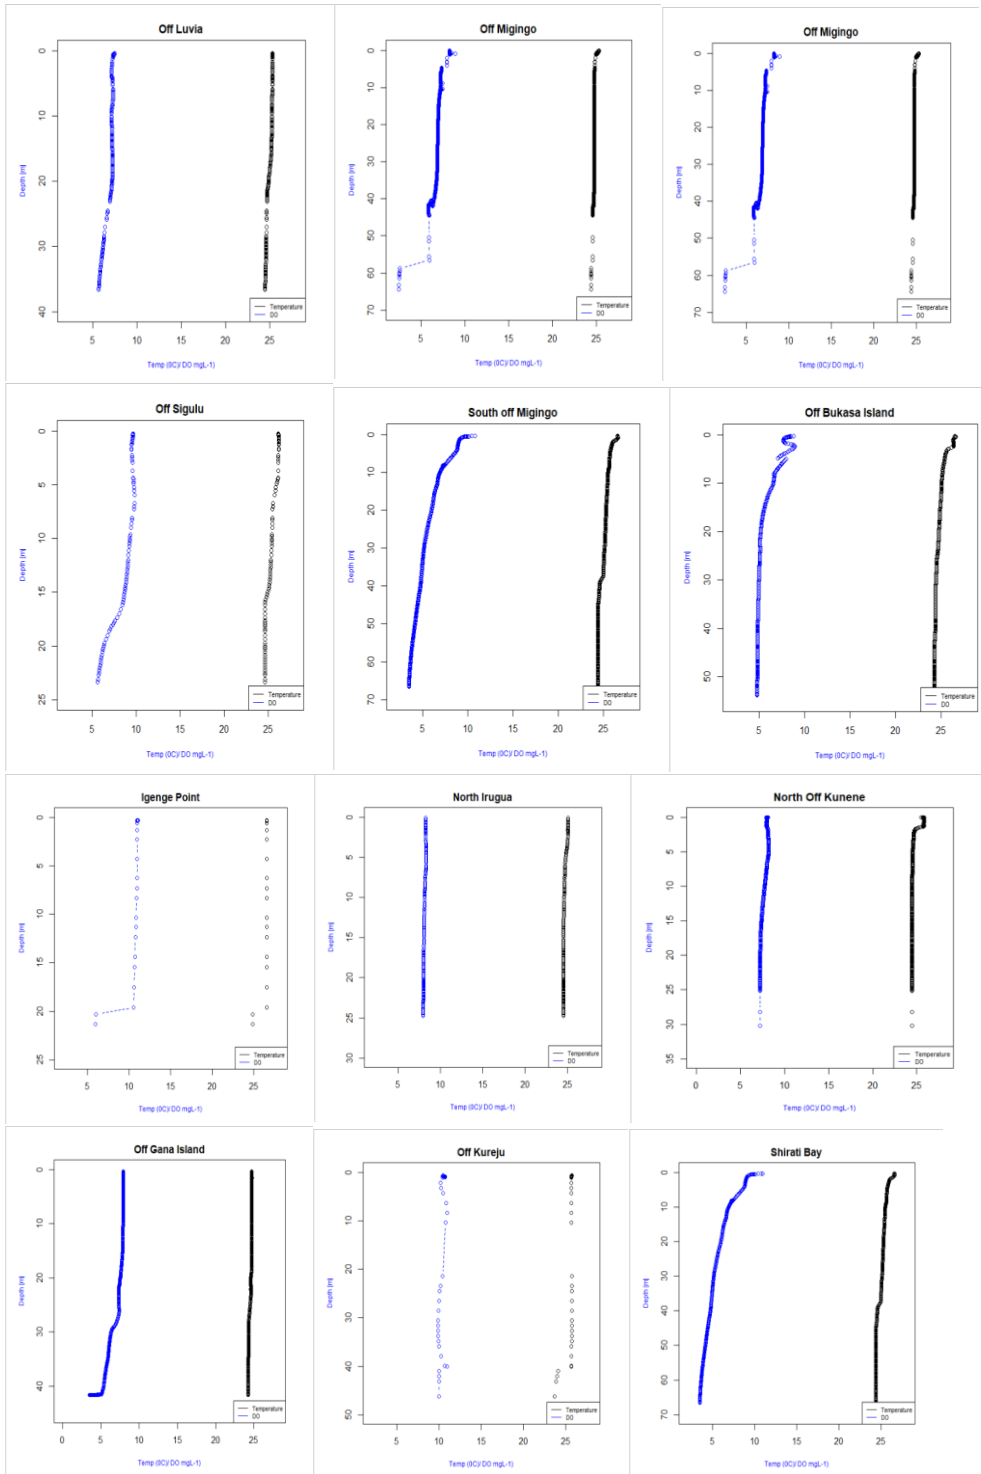 Off Luvia
0
10
20
30
40
Depth [m]
5 10 15 20 25
Temperature
DO
Temp (0C)/ DO mgL-1)
Off Migingo
0
10
20
30
40
50
60
70
Depth [m]
5 10 15 20 25
Temperature
DO
Temp (0C)/ DO mgL-1)
Off Migingo
0
10
20
30
40
50
60
70
Depth [m]
5 10 15 20 25
Temperature
DO
Temp (0C)/ DO mgL-1)
Off Sigulu
0
5
10
15
20
25
Depth [m]
5 10 15 20 25
Temperature
DO
Temp (0C)/ DO mgL-1)
South off Migingo
0
10
20
30
40
50
60
70
Depth [m]
5 10 15 20 25
Temperature
DO
Temp (0C)/ DO mgL-1)
Off Bukasa Island
0
10
20
30
40
50
Depth [m]
5 10 15 20 25
Temperature
DO
Temp (0C)/ DO mgL-1)
Igenge Point
0
5
10
15
20
25
Depth [m]
5 10 15 20 25
Temperature
DO
Temp (0C)/ DO mgL-1)
North Irugua
0
5
10
15
20
25
30
Depth [m]
5 10 15 20 25
Temperature
DO
Temp (0C)/ DO mgL-1)
North Off Kunene
0
5
10
15
20
25
30
35
Depth [m]
0 5 10 15 20 25
Temperature
DO
Temp (0C)/ DO mgL-1)
Off Gana Island
0
10
20
30
40
Depth [m]
0 5 10 15 20 25
Temperature
DO
Temp (0C)/ DO mgL-1)
Off Kureju
0
10
20
30
40
50
Depth [m]
5 10 15 20 25
Temperature
DO
Temp (0C)/ DO mgL-1)
Shirati Bay
0
10
20
30
40
50
60
70
Depth [m]
5 10 15 20 25
Temperature
DO
Temp (0C)/ DO mgL-1)